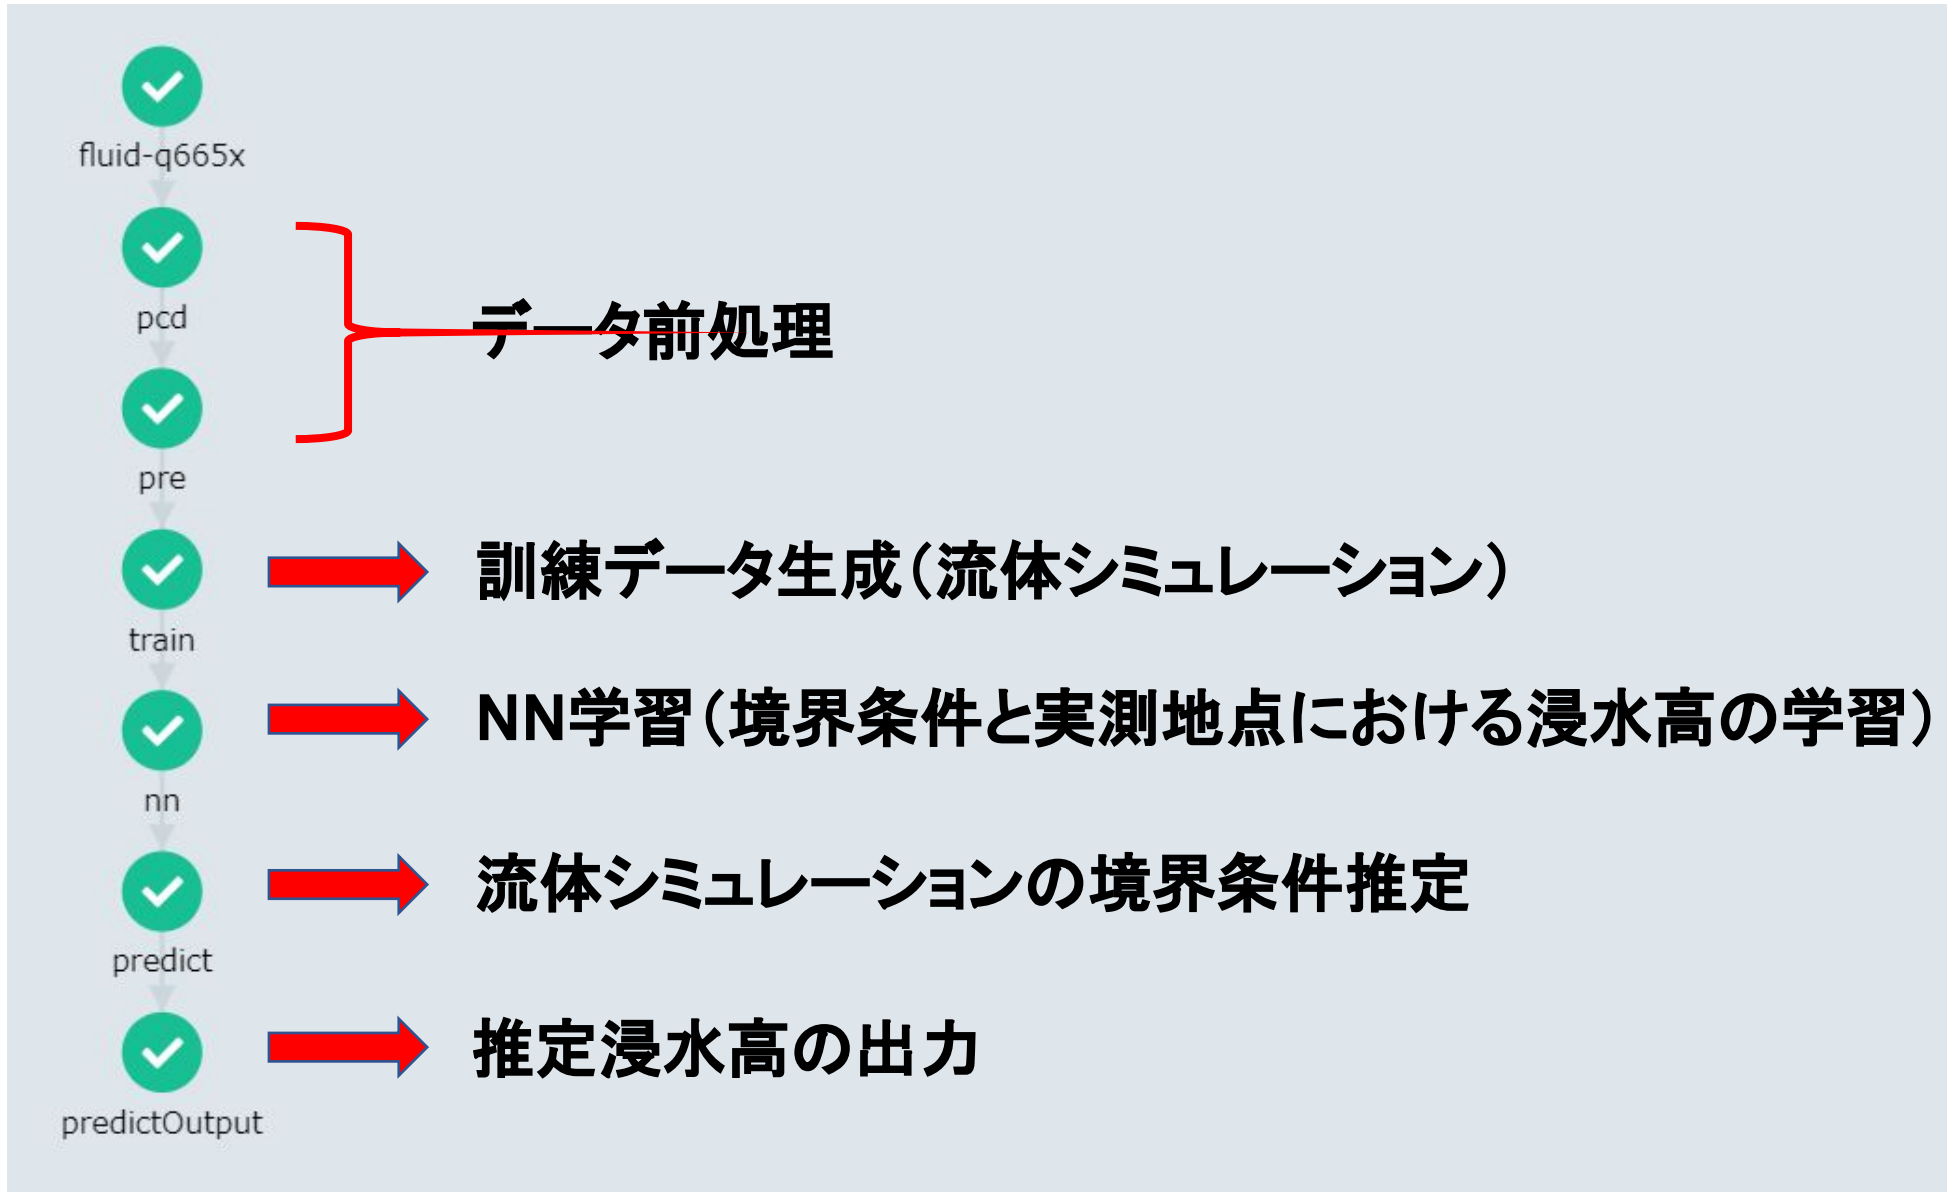 fluid-q665x
pcd
データ前処理
pre
訓練データ生成（流体シミュレーション）
train
NN学習（境界条件と実測地点における浸水高の学習）
nn
流体シミュレーションの境界条件推定
predict
推定浸水高の出力
predictOutput